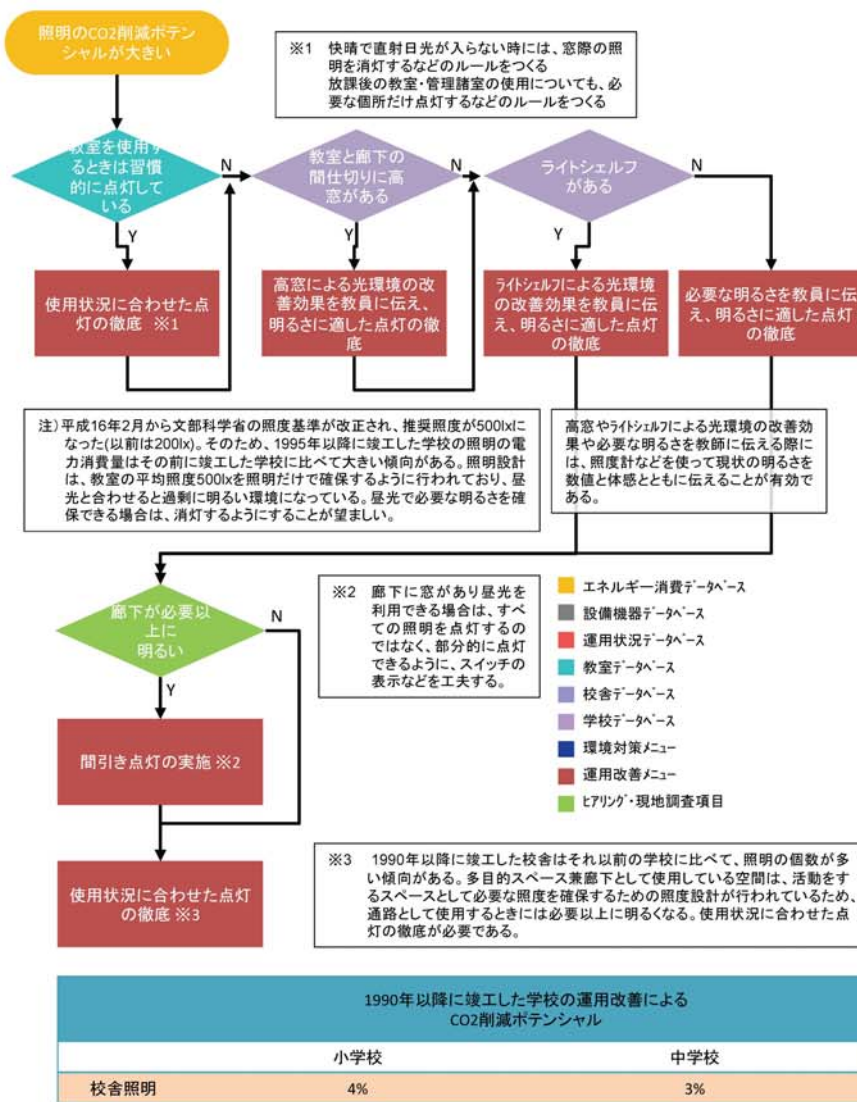 照明のCO2削減ポテン
シャルが大きい
※1 快晴で直射日光が入らない時には、窓際の照
明を消灯するなどのルールをつくる
放課後の教室・管理諸室の使用についても、必
要な個所だけ点灯するなどのルールをつくる
教室を使用す
るときは習慣
的に点灯して
いる
N
Y
教室と廊下の
間仕切りに高
窓がある
N
Y
ライトシェルフ
がある
N
Y
使用状況に合わせた点
灯の徹底 ※1
高窓による光環境の改
善効果を教員に伝え、
明るさに適した点灯の徹
底
ライトシェルフによる光環境
の改善効果を教員に伝
え、明るさに適した点灯
の徹底
必要な明るさを教員に伝
え、明るさに適した点灯
の徹底
注）平成16年2月から文部科学省の照度基準が改正され、推奨照度が500lxに
なった(以前は200lx)。そのため、1995年以降に竣工した学校の照明の電
力消費量はその前に竣工した学校に比べて大きい傾向がある。照明設計
は、教室の平均照度500lxを照明だけで確保するように行われており、昼
光と合わせると過剰に明るい環境になっている。昼光で必要な明るさを確
保できる場合は、消灯するようにすることが望ましい。
高窓やライトシェルフによる光環境の改善効
果や必要な明るさを教師に伝える際に
は、照度計などを使って現状の明るさを
数値と体感とともに伝えることが有効で
ある。
廊下が必要以
上に
明るい
N
Y
※2 廊下に窓があり昼光を
利用できる場合は、すべ
ての照明を点灯するの
ではなく、部分的に点灯
できるように、スイッチの
表示などを工夫する。
エネルギー消費データベース
設備機器データベース
運用状況データベース
教室データベース
校舎データベース
学校データベース
環境対策メニュー
運用改善メニュー
ヒアリング・現地調査項目
間引き点灯の実施 ※2
使用状況に合わせた点灯
の徹底 ※3
※3 1990年以降に竣工した校舎はそれ以前の学校に比べて、照明の個数が多
い傾向がある。多目的スペース兼廊下として使用している空間は、活動をす
るスペースとして必要な照度を確保するための照度設計が行われているため、
通路として使用するときには必要以上に明るくなる。使用状況に合わせた点
灯の徹底が必要である。
1990年以降に竣工した学校の運用改善による
CO2削減ポテンシャル
小学校 中学校
校舎照明 4% 3%